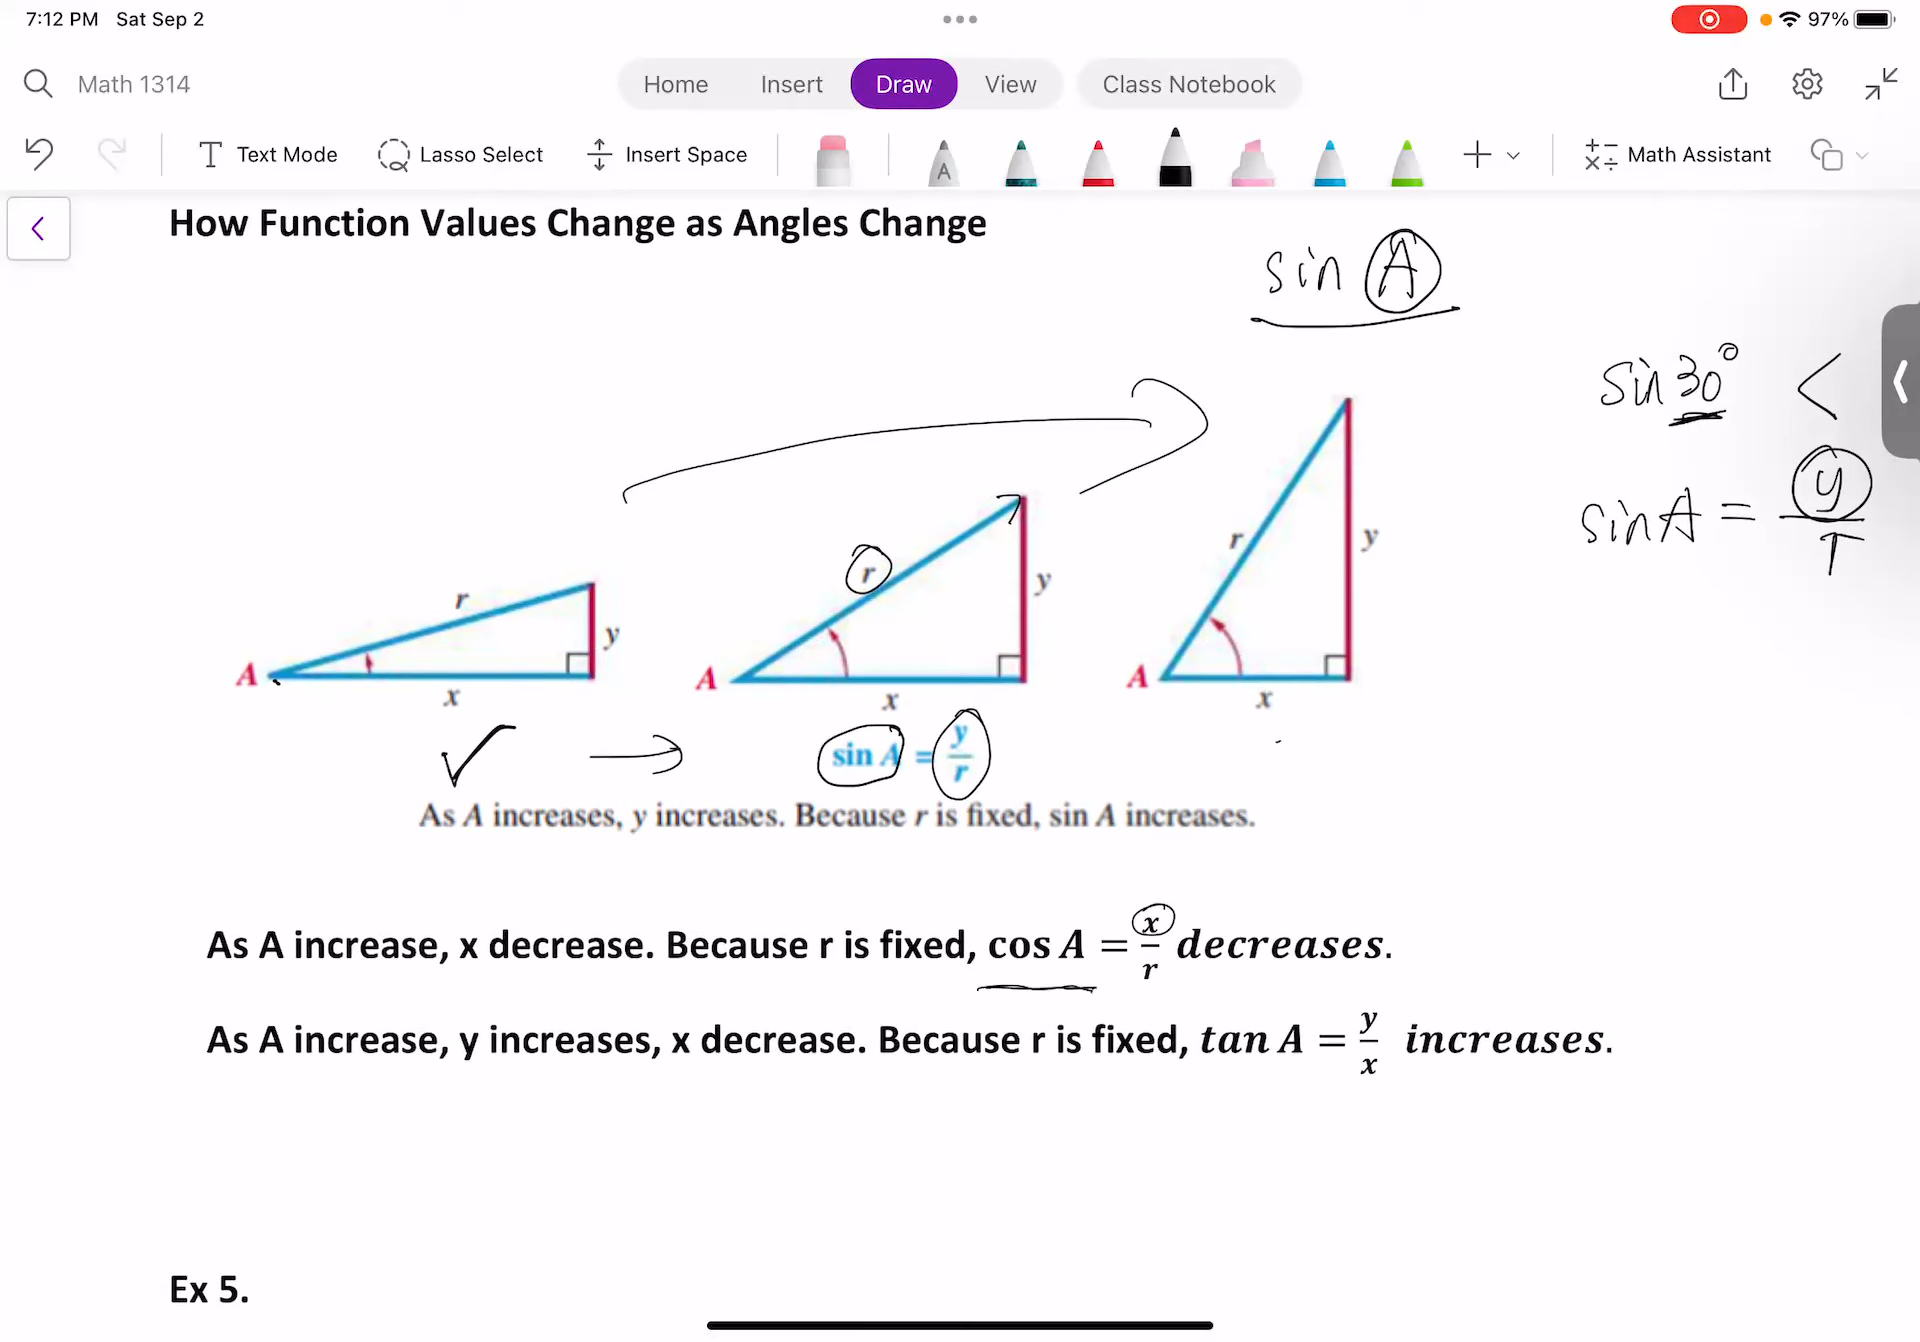 7:12 PM Sat Sep 2
97%
Math 1314
Home Insert Draw View Class Notebook
Text Mode Lasso Select Insert Space
A
Math Assistant
How Function Values Change as Angles Change
sin A
sin 30° <
sin A = y/r
A r y x
A r y x
A r y x
sin A = y/r
As A increases, y increases. Because r is fixed, sin A increases.
As A increase, x decrease. Because r is fixed, cos A = x/r decreases.
As A increase, y increases, x decrease. Because r is fixed, tan A = y/x increases.
Ex 5.